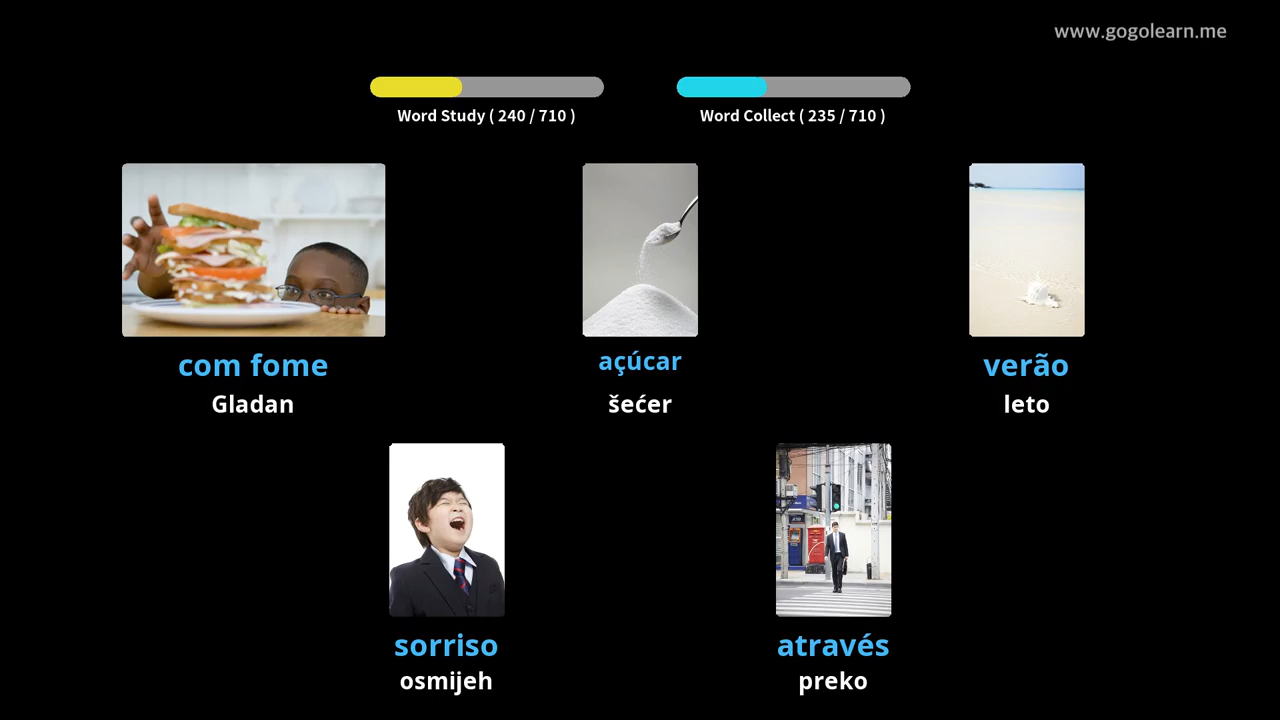 www.gogolearn.me
Word Study ( 240 / 710 )
Word Collect ( 235 / 710 )
com fome
Gladan
açúcar
šećer
verão
leto
sorriso
osmijeh
através
preko